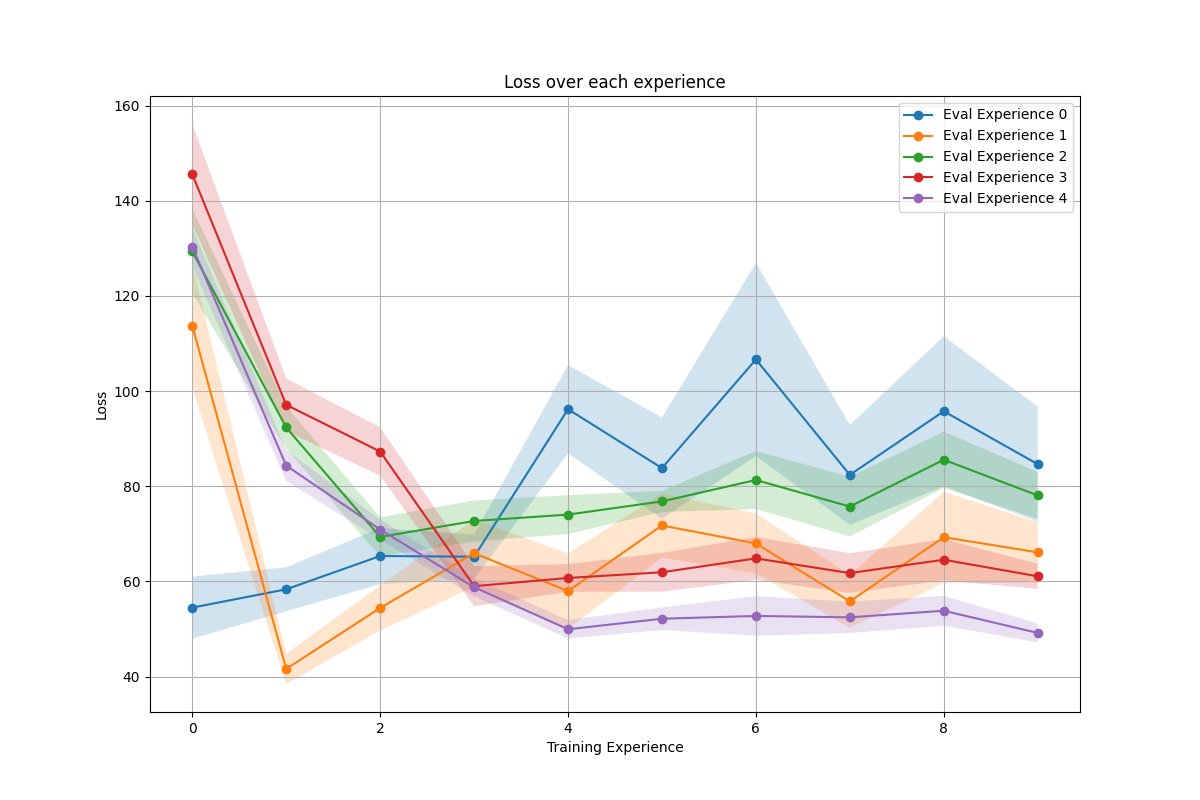 Loss over each experience
160
140
120
100
80
60
40
Loss
0
2
4
6
8
Training Experience
Eval Experience 0
Eval Experience 1
Eval Experience 2
Eval Experience 3
Eval Experience 4